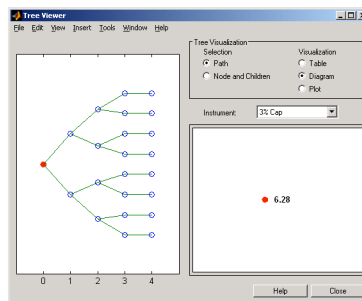 Tree Viewer
File Edit View Insert Tools Window Help
Tree Visualization
Selection
Visualization
Path
Table
Node and Children
Diagram
Plot
Instrument:
3% Cap
6.28
0 1 2 3 4
Help
Close